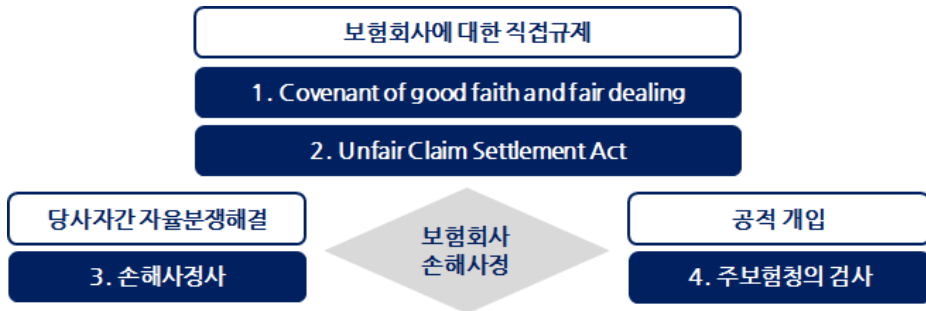 보험회사에 대한 직접규제
1. Covenant of good faith and fair dealing
2. Unfair Claim Settlement Act
당사자간 자율분쟁해결
3. 손해사정사
보험회사
손해사정
공적 개입
4. 주보험청의 검사